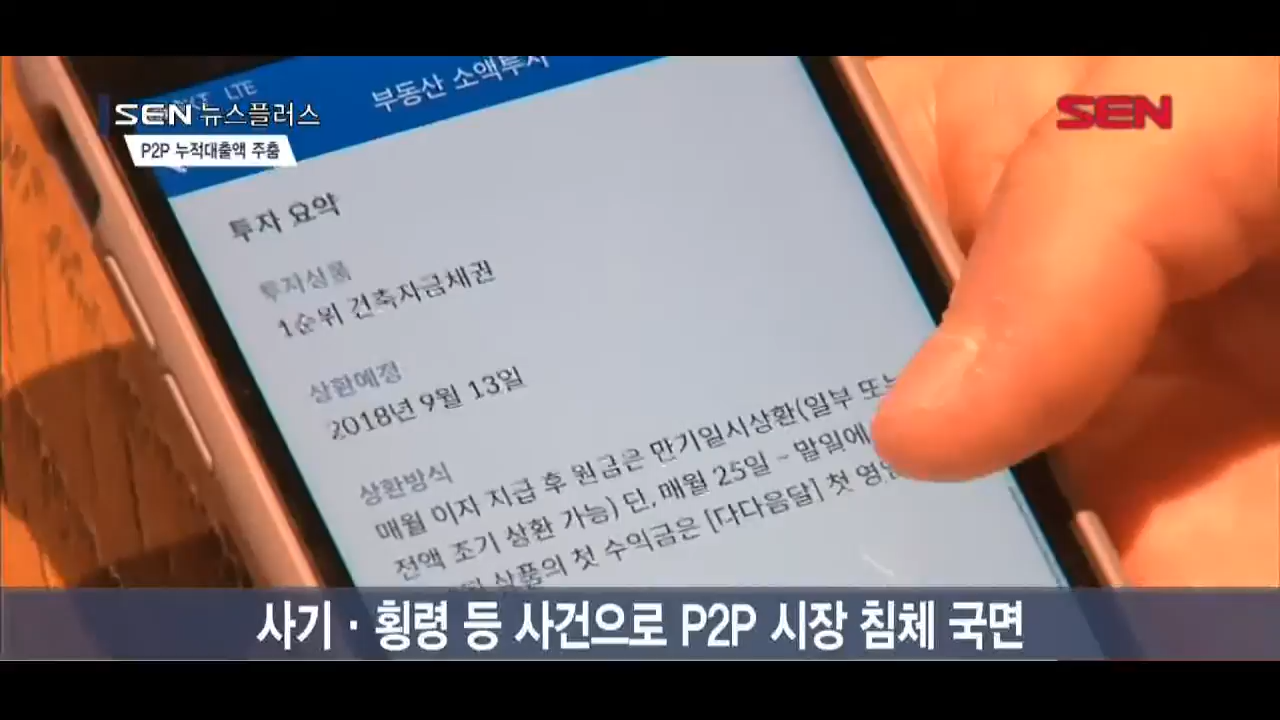 LTE
부동산 소액투자
SEN 뉴스플러스
SEN
P2P 누적대출액 주춤
투자 요약
투자상품
1순위 건축자금채권
상환예정
2018년 9월 13일
상환방식
매월 이자 지급 후 원금은 만기일시상환(일부 또는
전액 조기 상환 가능) 단, 매월 25일 ~ 말일에
상품의 첫 수익금은 [다다음달] 첫
사기·횡령 등 사건으로 P2P 시장 침체 국면